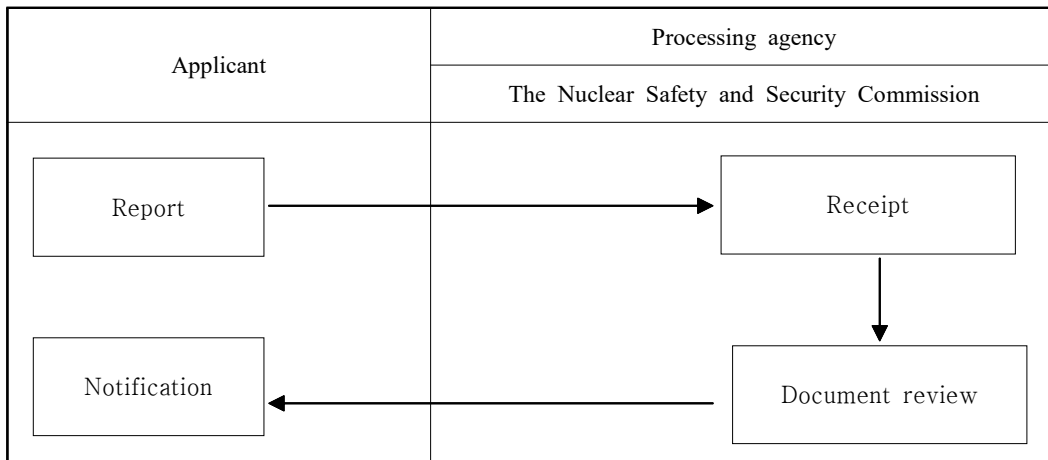 Applicant
Processing agency
The Nuclear Safety and Security Commission
Report
Receipt
Notification
Document review